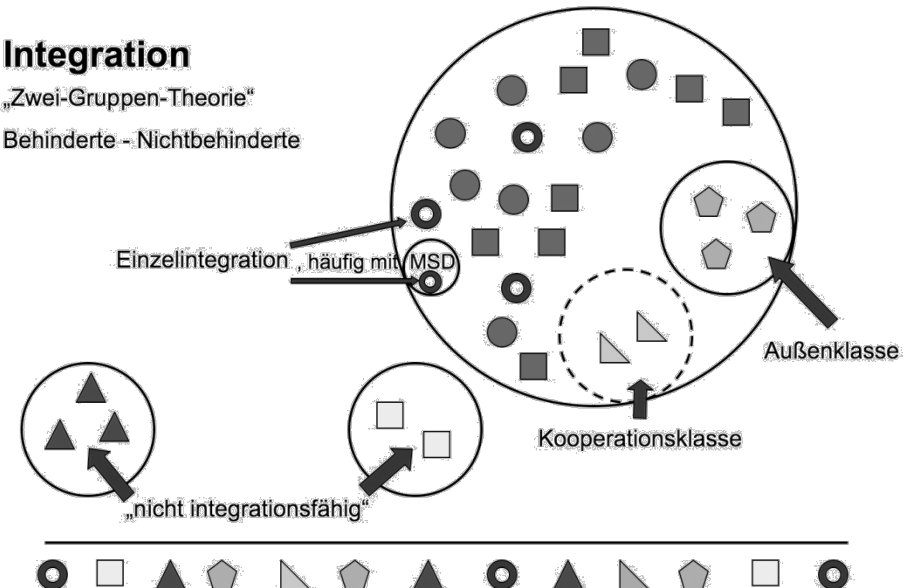 Integration
„Zwei-Gruppen-Theorie“
Behinderte - Nichtbehinderte
Einzelintegration , häufig mit MSD
Außenklasse
Kooperationsklasse
„nicht integrationsfähig“